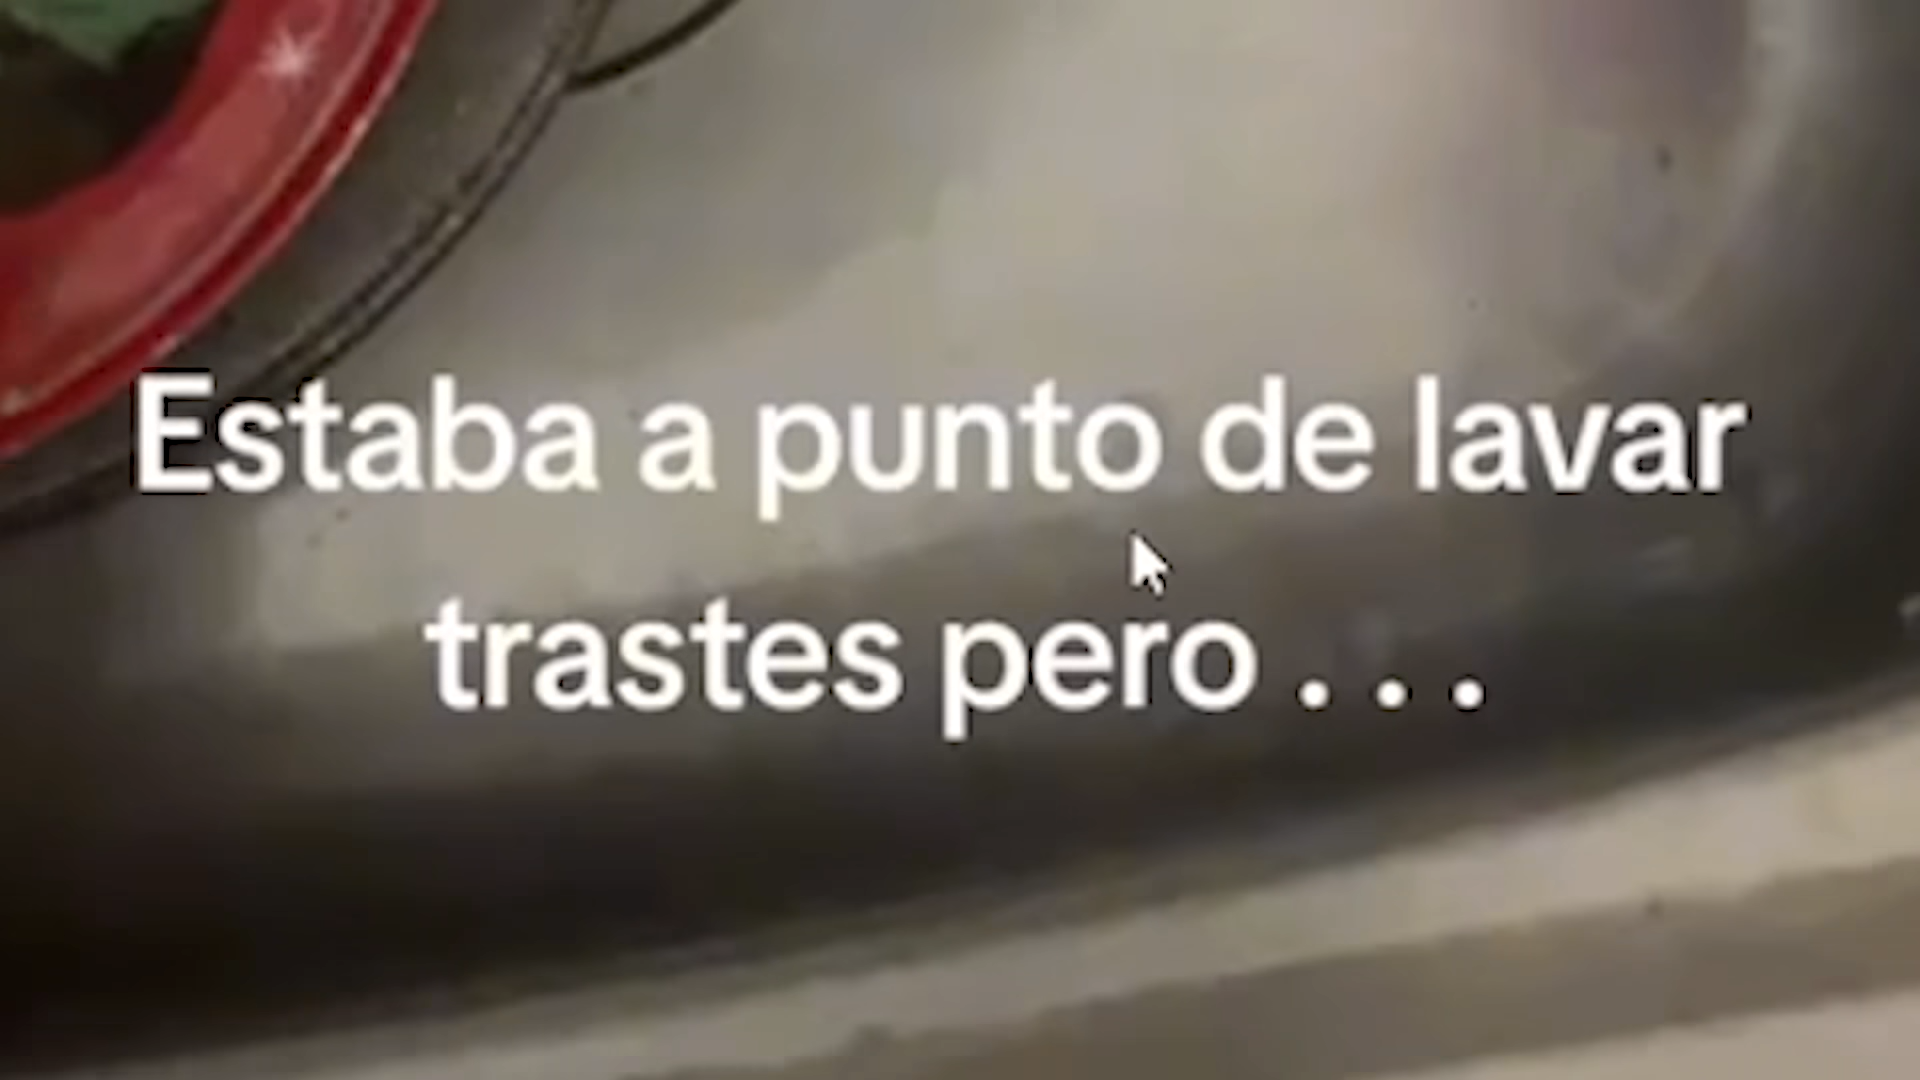 Estaba a punto de lavar
trastes pero . . .